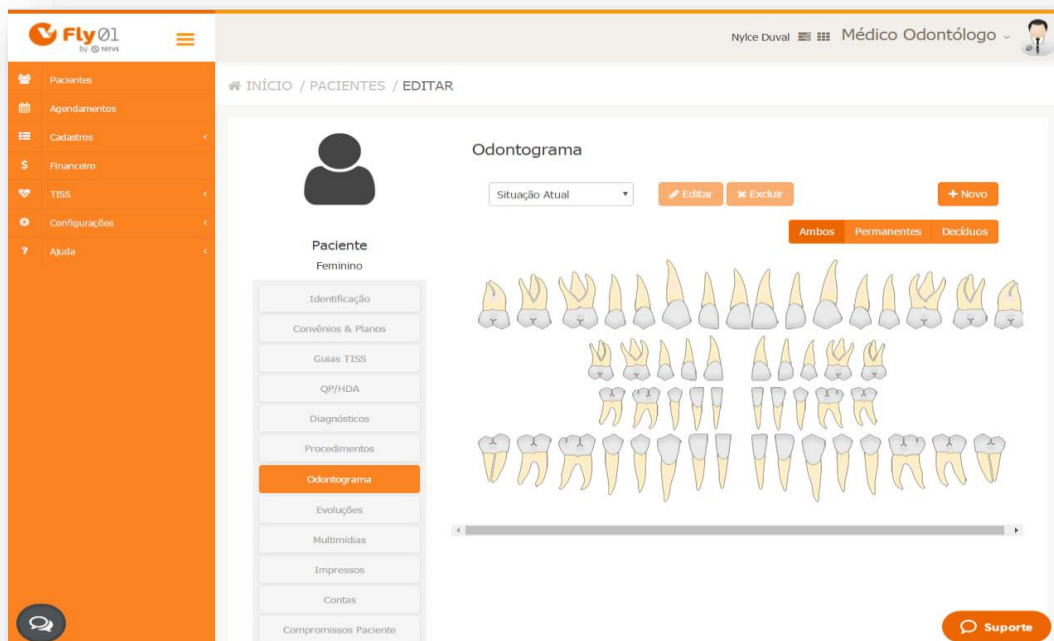 Fly01
by TOTVS
Nylce Duval Médico Odontólogo
Pacientes
Agendamentos
Cadastros
Financeiro
TISS
Configurações
Ajuda
INÍCIO / PACIENTES / EDITAR
Paciente
Feminino
Identificação
Convênios & Planos
Guias TISS
QP/HDA
Diagnósticos
Procedimentos
Odontograma
Evoluções
Multimídias
Impressos
Contas
Compromissos Paciente
Odontograma
Situação Atual
Editar
Excluir
Novo
Ambos Permanentes Decíduos
Suporte